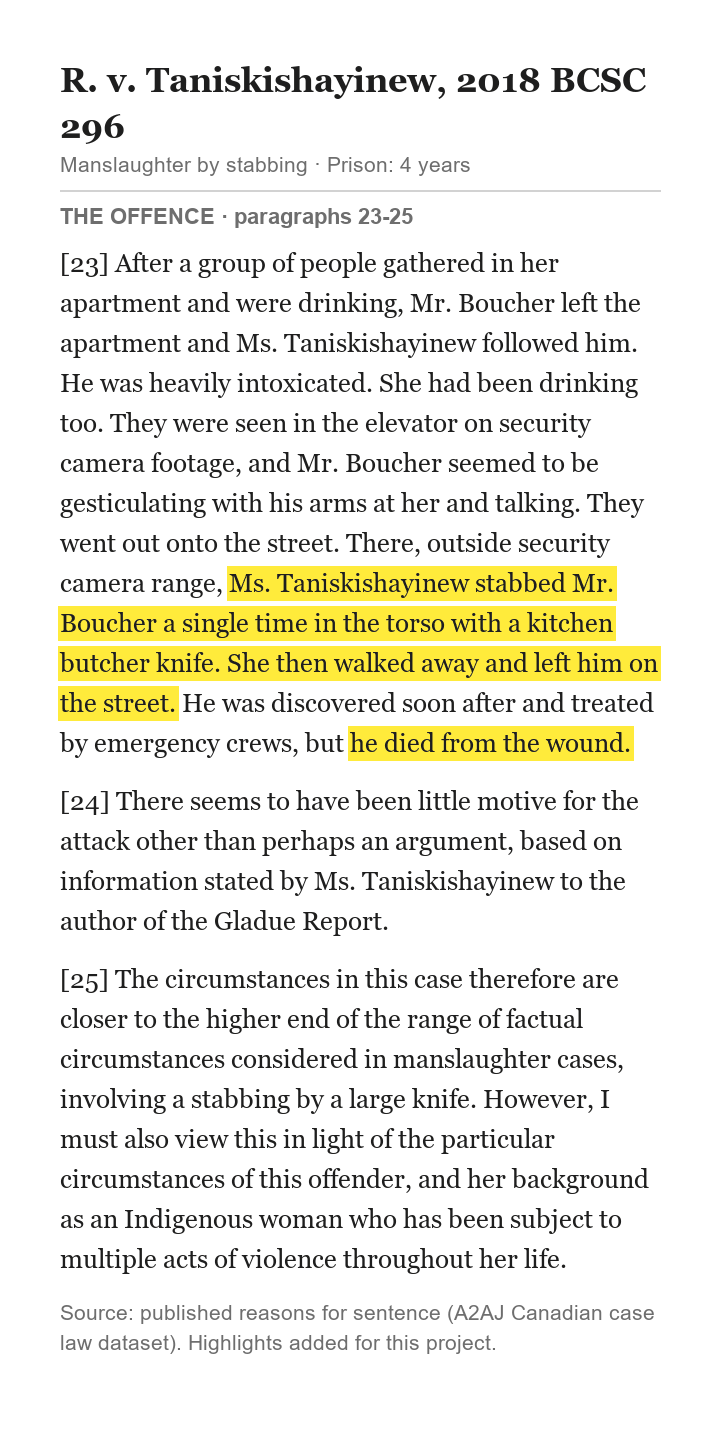 R. v. Taniskishayinew, 2018 BCSC
296
Manslaughter by stabbing · Prison: 4 years
THE OFFENCE · paragraphs 23-25
[23] After a group of people gathered in her
apartment and were drinking, Mr. Boucher left the
apartment and Ms. Taniskishayinew followed him.
He was heavily intoxicated. She had been drinking
too. They were seen in the elevator on security
camera footage, and Mr. Boucher seemed to be
gesticulating with his arms at her and talking. They
went out onto the street. There, outside security
camera range, Ms. Taniskishayinew stabbed Mr.
Boucher a single time in the torso with a kitchen
butcher knife. She then walked away and left him on
the street. He was discovered soon after and treated
by emergency crews, but he died from the wound.
[24] There seems to have been little motive for the
attack other than perhaps an argument, based on
information stated by Ms. Taniskishayinew to the
author of the Gladue Report.
[25] The circumstances in this case therefore are
closer to the higher end of the range of factual
circumstances considered in manslaughter cases,
involving a stabbing by a large knife. However, I
must also view this in light of the particular
circumstances of this offender, and her background
as an Indigenous woman who has been subject to
multiple acts of violence throughout her life.
Source: published reasons for sentence (A2AJ Canadian case
law dataset). Highlights added for this project.